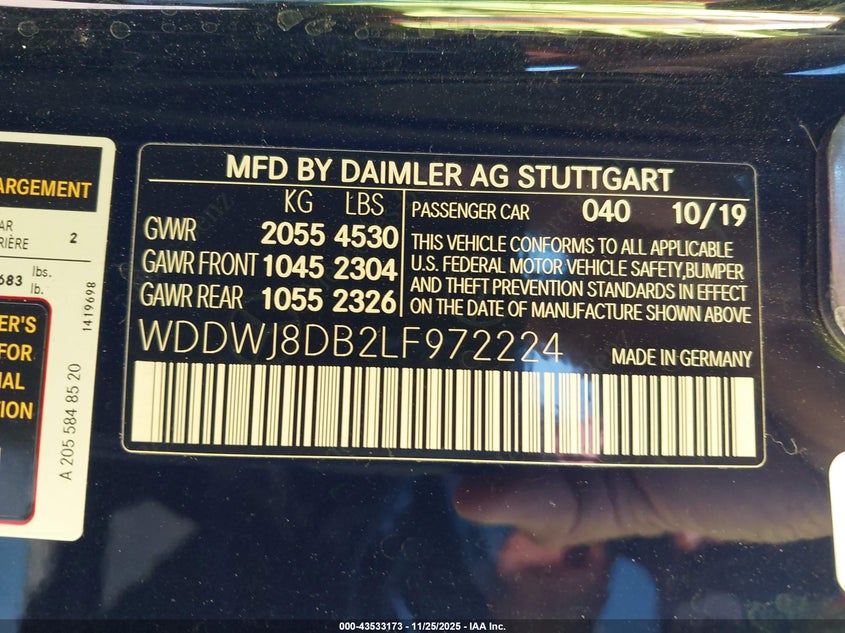 ARGEMENT
AR
RIÈRE 2
683 lbs.
lb.
ER'S
FOR
NAL
TION
A 205 584 85 20
1419698
MFD BY DAIMLER AG STUTTGART
KG LBS
GWR 2055 4530
GAWR FRONT 1045 2304
GAWR REAR 1055 2326
PASSENGER CAR 040 10/19
THIS VEHICLE CONFORMS TO ALL APPLICABLE
U.S. FEDERAL MOTOR VEHICLE SAFETY,BUMPER
AND THEFT PREVENTION STANDARDS IN EFFECT
ON THE DATE OF MANUFACTURE SHOWN ABOVE
WDDWJ8DB2LF972224 MADE IN GERMANY
000-43533173 - 11/25/2025 - IAA Inc.